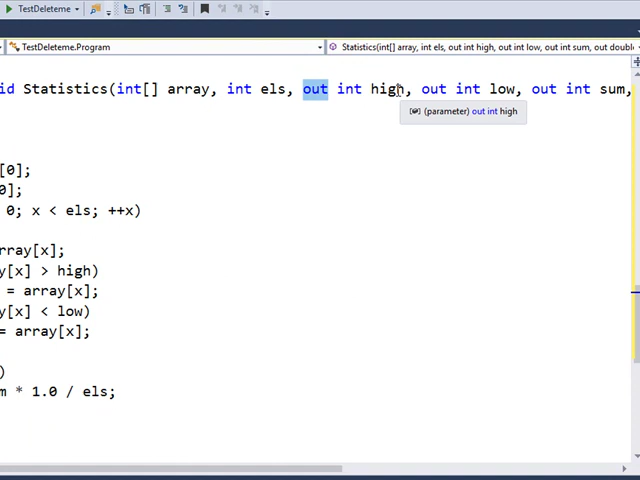 TestDeleteme
TestDeleteme.Program
Statistics(int[] array, int els, out int high, out int low, out int sum, out doubl
id Statistics(int[] array, int els, out int high, out int low, out int sum,
(parameter) out int high
[0];
0];
0; x < els; ++x)
rray[x];
y[x] > high)
= array[x];
y[x] < low)
= array[x];
)
m * 1.0 / els;